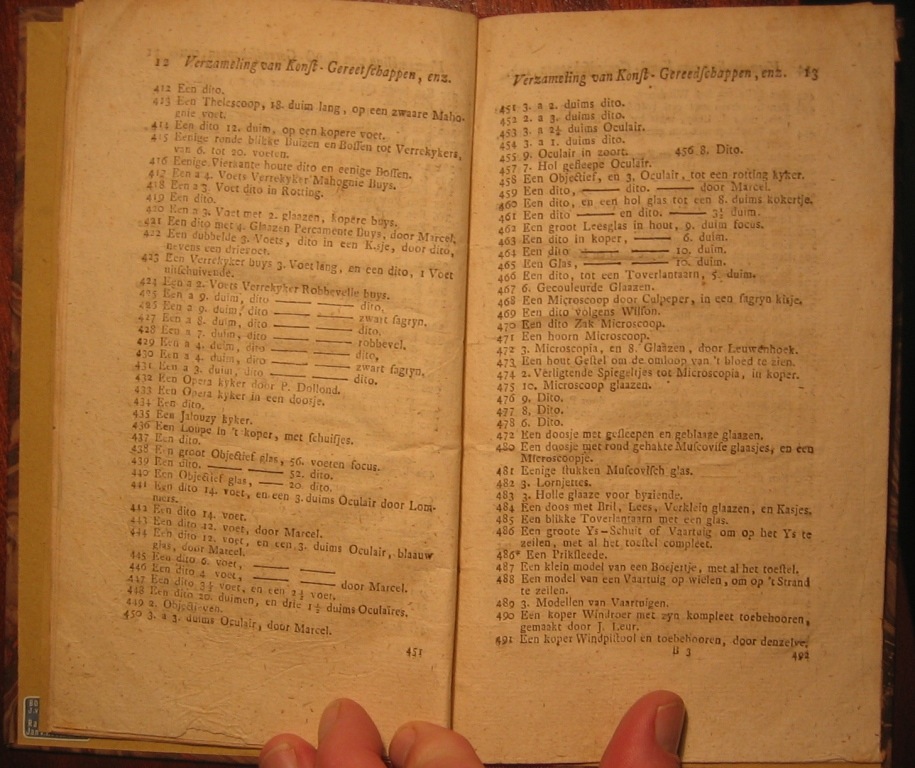 12 Verzameling van Konst-Gereetschappen, enz.
412 Een dito.
413 Een Thelescoop, 18. duim lang, op een zwaare Maho-
gnie voet.
414 Een dito 12. duim, op een kopere voet.
415 Eenige ronde blikke Buizen en Bossen tot Verrekykers,
van 6. tot 20. voeten.
416 Eenige Vierkante houte dito en eenige Bossen.
417 Een a 4. Voets Verrekyker Mahognie Buys.
418 Een a 3. Voet dito in Rotting.
419 Een dito.
420 Een a 3. Voet met 2. glaazen, kopere buys.
421 Een dito met 4. Glaazen Percamente Buys, door Marcel.
422 Een dubbelde 3. Voets, dito in een Kasje, door dito,
nevens een drievoet.
423 Een Verrekyker buys 3. Voet lang, en een dito, 1 Voet
uitschuivende.
424 Een a 2. Voets Verrekyker Robbevelle buys.
425 Een a 9. duim, dito —— —— dito.
426 Een a 9. duim, dito —— —— zwart sagryn.
427 Een a 8. duim, dito —— —— dito.
428 Een a 7. duim, dito —— —— robbevel.
429 Een a 4. duim, dito —— —— dito.
430 Een a 4. duim, dito —— —— zwart sagryn.
431 Een a 3. duim, dito —— —— dito.
432 Een Opera kyker door P. Dollond.
433 Een Opera kyker in een doosje.
434 Een dito.
435 Een Jalouzy kyker.
436 Een Loupe in 't koper, met schuifjes.
437 Een dito.
438 Een groot Objectief glas, 56. voeten focus.
439 Een dito. —— —— 52. dito.
440 Een Objectief glas, —— 20. dito.
441 Een dito 14. voet, en een 3. duims Oculair door Lom-
miers.
442 Een dito 14. voet.
443 Een dito 12. voet, door Marcel.
444 Een dito 12. voet, en een 3. duims Oculair, blaauw
glas, door Marcel.
445 Een dito 6. voet, —— ——
446 Een dito 4. voet, —— —— door Marcel.
447 Een dito 3½ voet, en een 2½ voet.
448 Een dito 20. duimen, en drie 1½ duims Oculaires.
449 2. Objectieven.
450 3. a 3. duims Oculair, door Marcel.
451
Verzameling van Konst-Gereedschappen, enz. 13
451 3. a 2. duims dito.
452 2. a 3. duims dito.
453 3. a 2½ duims Oculair.
454 3. a 1. duims dito.
455 9. Oculair in zoort. 456 8. Dito.
457 7. Hol geslepe Oculair.
458 Een Objectief, en 3. Oculair, tot een rotting kyker.
459 Een dito, —— dito. —— door Marcel.
460 Een dito, en een hol glas tot een 8. duims kokertje.
461 Een dito —— en dito. —— 3½ duim.
462 Een groot Leesglas in hout, 9. duim focus.
463 Een dito in koper, —— 6. duim.
464 Een dito —— —— 10. duim.
465 Een Glas, —— —— 10. duim.
466 Een dito, tot een Toverlantaarn, 5. duim.
467 6. Gecouleurde Glaazen.
468 Een Microscoop door Culpeper, in een sagryn kisje.
469 Een dito volgens Wilson.
470 Een dito Zak Microscoop.
471 Een hoorn Microscoop.
472 3. Microscopia, en 8. Glaazen, door Leuwenhoek.
473 Een hout Gestel om de omloop van 't bloed te zien.
474 2. Verligtende Spiegeltjes tot Microscopia, in koper.
475 10. Microscoop glaazen.
476 9. Dito.
477 8. Dito.
478 6. Dito.
472 Een doosje met gesleepen en geblaaze glaazen.
480 Een doosje met rond gehakte Muscovise glaasjes, en een
Microscoopje.
481 Eenige stukken Muscovisch glas.
482 3. Lornjettes.
483 3. Holle glaaze voor byziende.
484 Een doos met Bril, Lees, Verklein glaazen, en Kasjes.
485 Een blikke Toverlantaarn met een glas.
486 Een groote Ys-Schuit of Vaartuig om op het Ys te
zeilen, met al het toestel compleet.
486* Een Prikslede.
487 Een klein model van een Boejertje, met al het toestel.
488 Een model van een Vaartuig op wielen, om op 't Strand
te zeilen.
489 3. Modellen van Vaartuigen.
490 Een koper Windroer met zyn kompleet toebehooren,
gemaakt door J. Leur.
491 Een koper Windpistool en toebehooren, door denzelve.
B 3
492